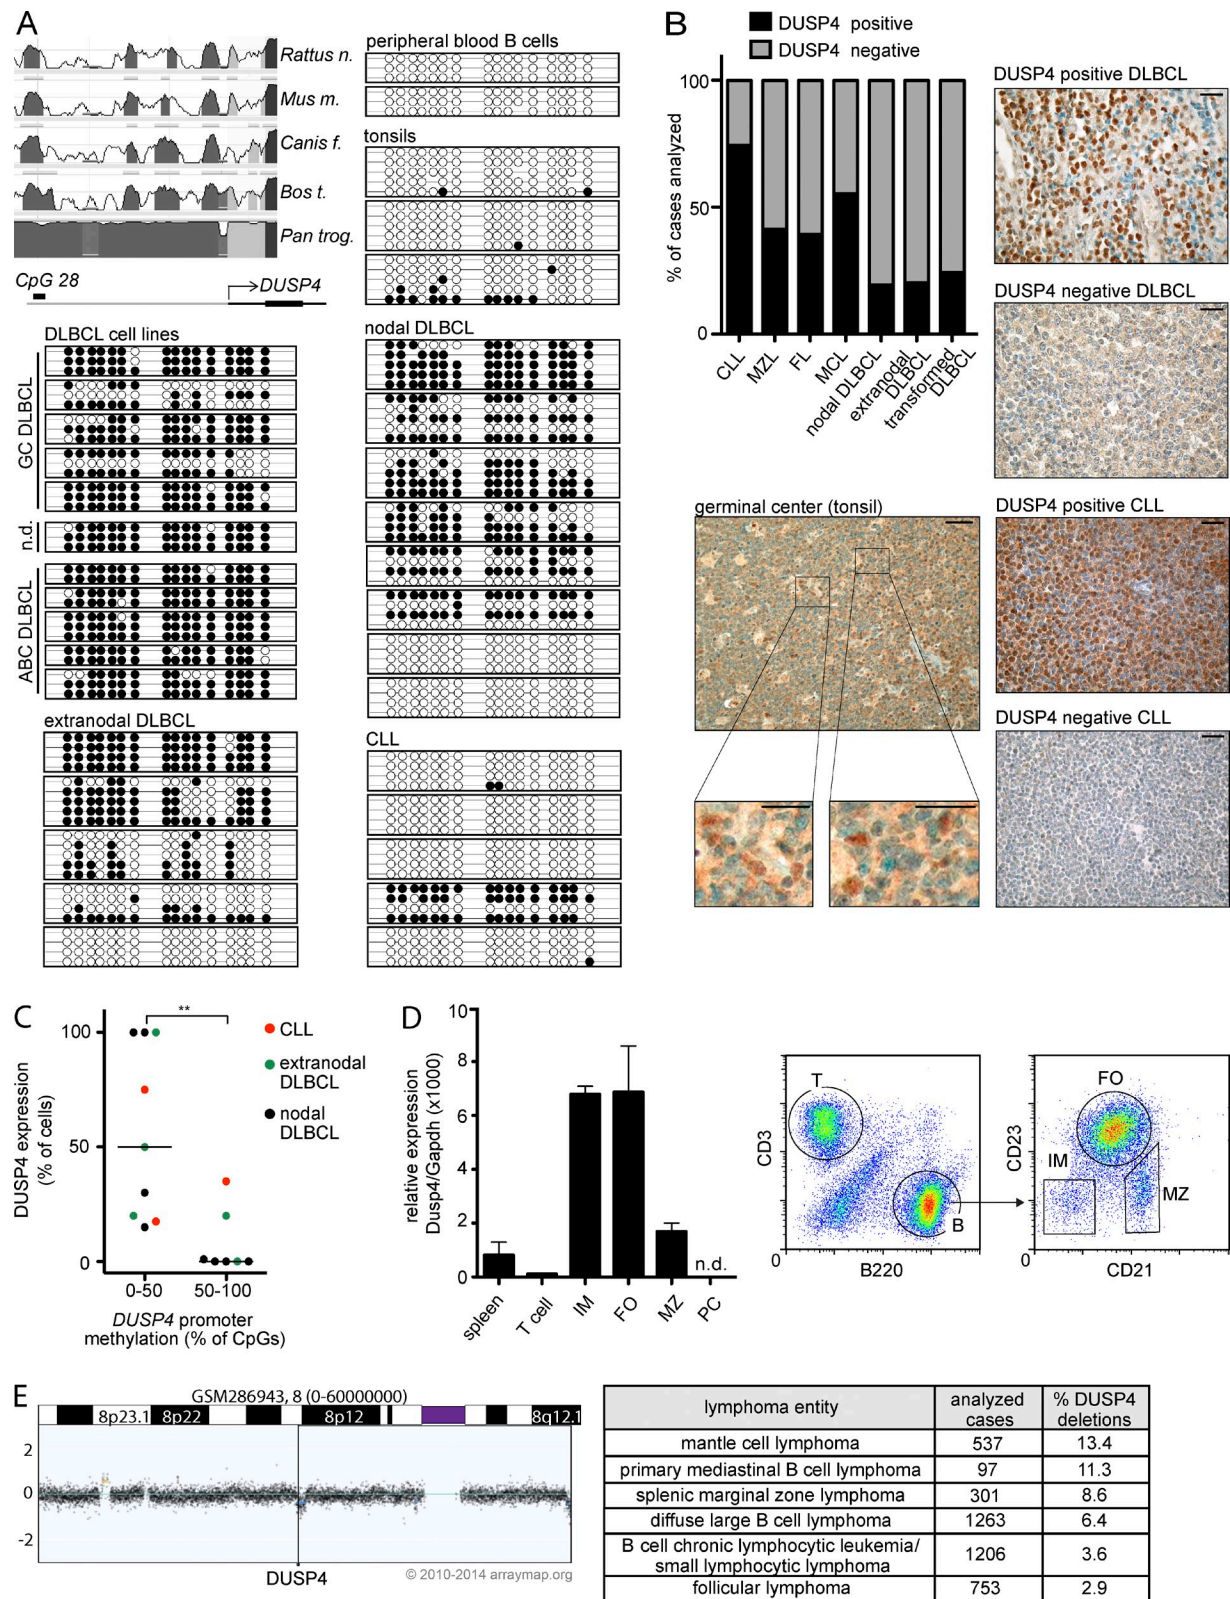 A
Rattus n.
Mus m.
Canis f.
Bos t.
Pan trog.
CpG 28
DUSP4
DLBCL cell lines
GC DLBCL
n.d.
ABC DLBCL
extranodal DLBCL
peripheral blood B cells
tonsils
nodal DLBCL
CLL
B
DUSP4 positive
DUSP4 negative
% of cases analyzed
100
50
0
CLL
MZL
FL
MCL
nodal DLBCL
extranodal
DLBCL
transformed
DLBCL
DUSP4 positive DLBCL
DUSP4 negative DLBCL
germinal center (tonsil)
DUSP4 positive CLL
DUSP4 negative CLL
C
DUSP4 expression
(% of cells)
100
50
0
**
CLL
extranodal
DLBCL
nodal
DLBCL
0-50
50-100
DUSP4 promoter
methylation (% of CpGs)
D
relative expression
Dusp4/Gapdh (x1000)
10
8
6
4
2
0
n.d.
spleen
T cell
IM
FO
MZ
PC
T
B
CD3
0
B220
FO
IM
MZ
CD23
0
CD21
E
GSM286943, 8 (0-60000000)
8p23.1
8p22
8p12
8q12.1
2
0
-2
DUSP4
© 2010-2014 arraymap.org
lymphoma entity
analyzed
cases
% DUSP4
deletions
mantle cell lymphoma 537 13.4
primary mediastinal B cell lymphoma 97 11.3
splenic marginal zone lymphoma 301 8.6
diffuse large B cell lymphoma 1263 6.4
B cell chronic lymphocytic leukemia/
small lymphocytic lymphoma 1206 3.6
follicular lymphoma 753 2.9